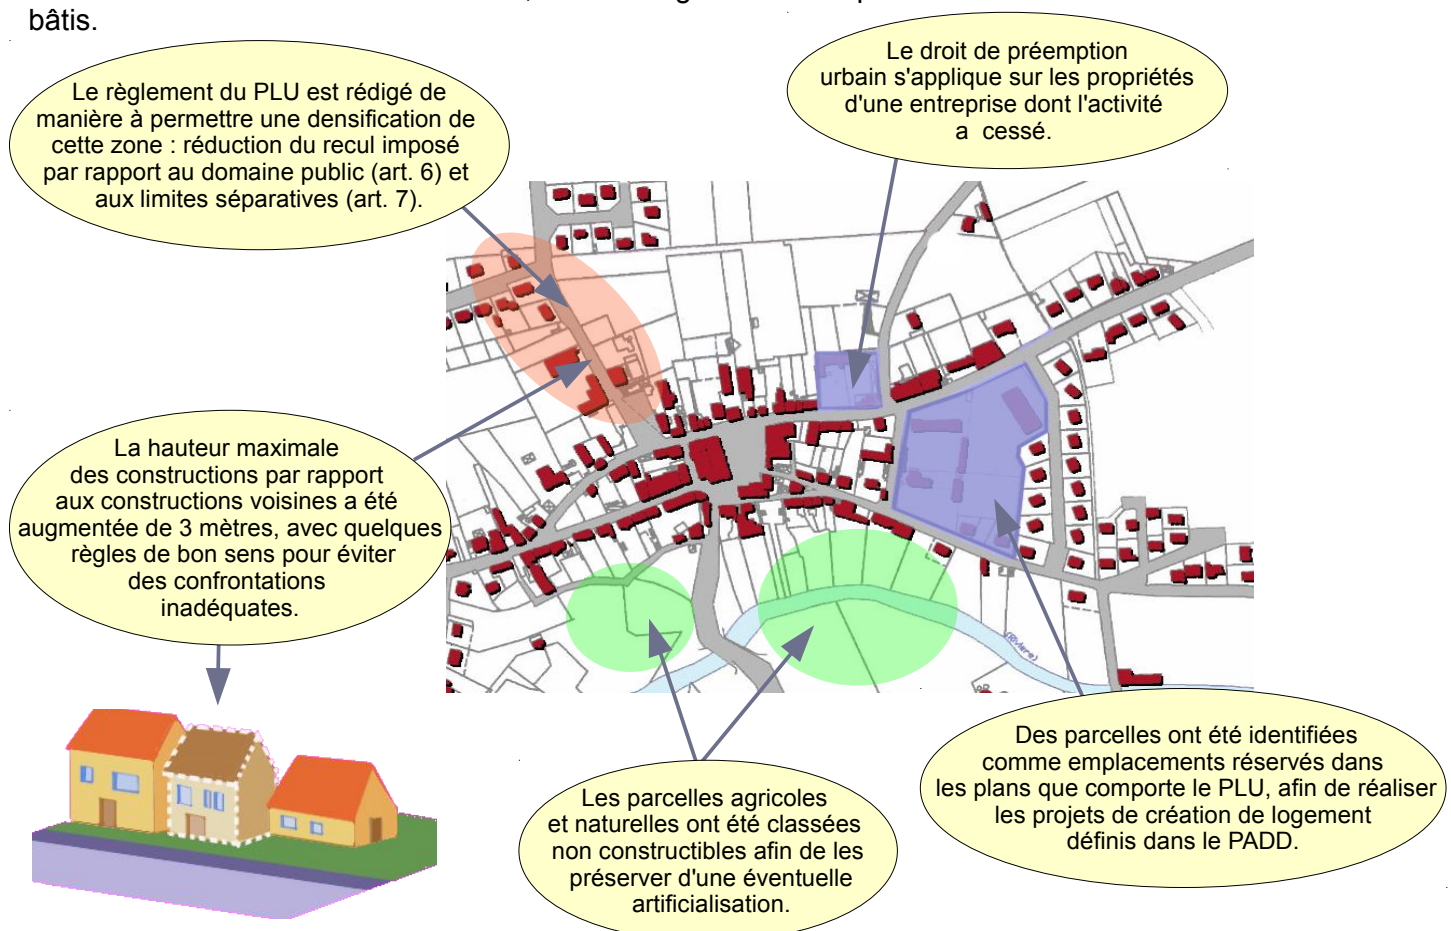 bâtis.
Le règlement du PLU est rédigé de
manière à permettre une densification de
cette zone : réduction du recul imposé
par rapport au domaine public (art. 6) et
aux limites séparatives (art. 7).
Le droit de préemption
urbain s'applique sur les propriétés
d'une entreprise dont l'activité
a cessé.
La hauteur maximale
des constructions par rapport
aux constructions voisines a été
augmentée de 3 mètres, avec quelques
règles de bon sens pour éviter
des confrontations
inadéquates.
(Rivière)
Les parcelles agricoles
et naturelles ont été classées
non constructibles afin de les
préserver d'une éventuelle
artificialisation.
Des parcelles ont été identifiées
comme emplacements réservés dans
les plans que comporte le PLU, afin de réaliser
les projets de création de logement
définis dans le PADD.